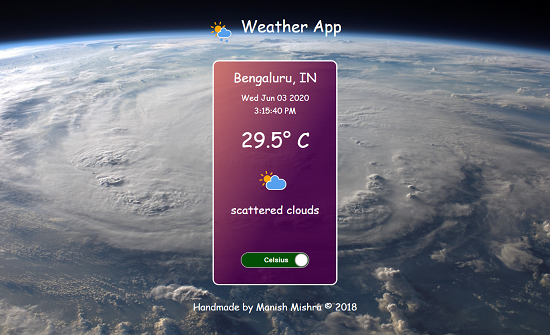 Weather App
Bengaluru, IN
Wed Jun 03 2020
3:15:40 PM
29.5° C
scattered clouds
Celsius
Handmade by Manish Mishra © 2018